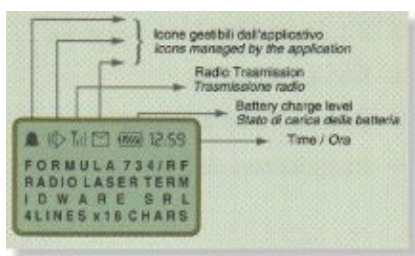 Icone gestibili dall'applicativo
Icons managed by the application
Radio Trasmission
Trasmissione radio
Battery charge level
Stato di carica della batteria
Time / Ora
12:59
FORMULA 734/RF
RADIO LASER TERM
IDWARE SRL
4LINES x16 CHARS